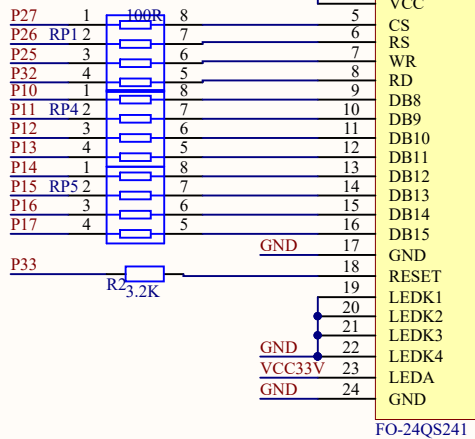 VCC
P27 1 100R 8 5 CS
P26 RP1 2 7 6 RS
P25 3 6 7 WR
P32 4 5 8 RD
P10 1 8 9 DB8
P11 RP4 2 7 10 DB9
P12 3 6 11 DB10
P13 4 5 12 DB11
P14 1 8 13 DB12
P15 RP5 2 7 14 DB13
P16 3 6 15 DB14
P17 4 5 16 DB15
GND 17 GND
P33 R2 3.2K 18 RESET
19 LEDK1
20 LEDK2
21 LEDK3
GND 22 LEDK4
VCC33V 23 LEDA
GND 24 GND
FO-24QS241